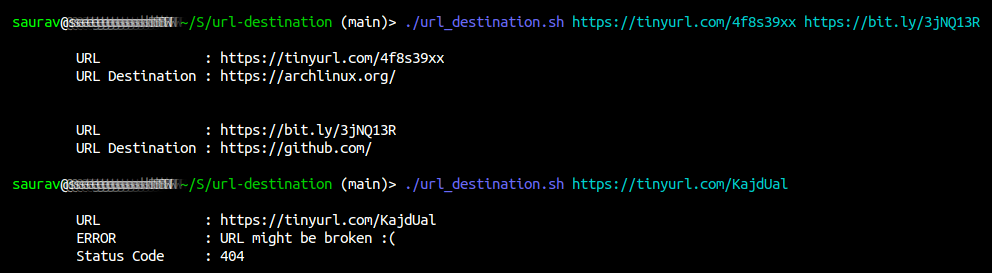 saurav@ ~/S/url-destination (main)> ./url_destination.sh https://tinyurl.com/4f8s39xx https://bit.ly/3jNQ13R
URL : https://tinyurl.com/4f8s39xx
URL Destination : https://archlinux.org/
URL : https://bit.ly/3jNQ13R
URL Destination : https://github.com/
saurav@ ~/S/url-destination (main)> ./url_destination.sh https://tinyurl.com/KajdUal
URL : https://tinyurl.com/KajdUal
ERROR : URL might be broken :(
Status Code : 404